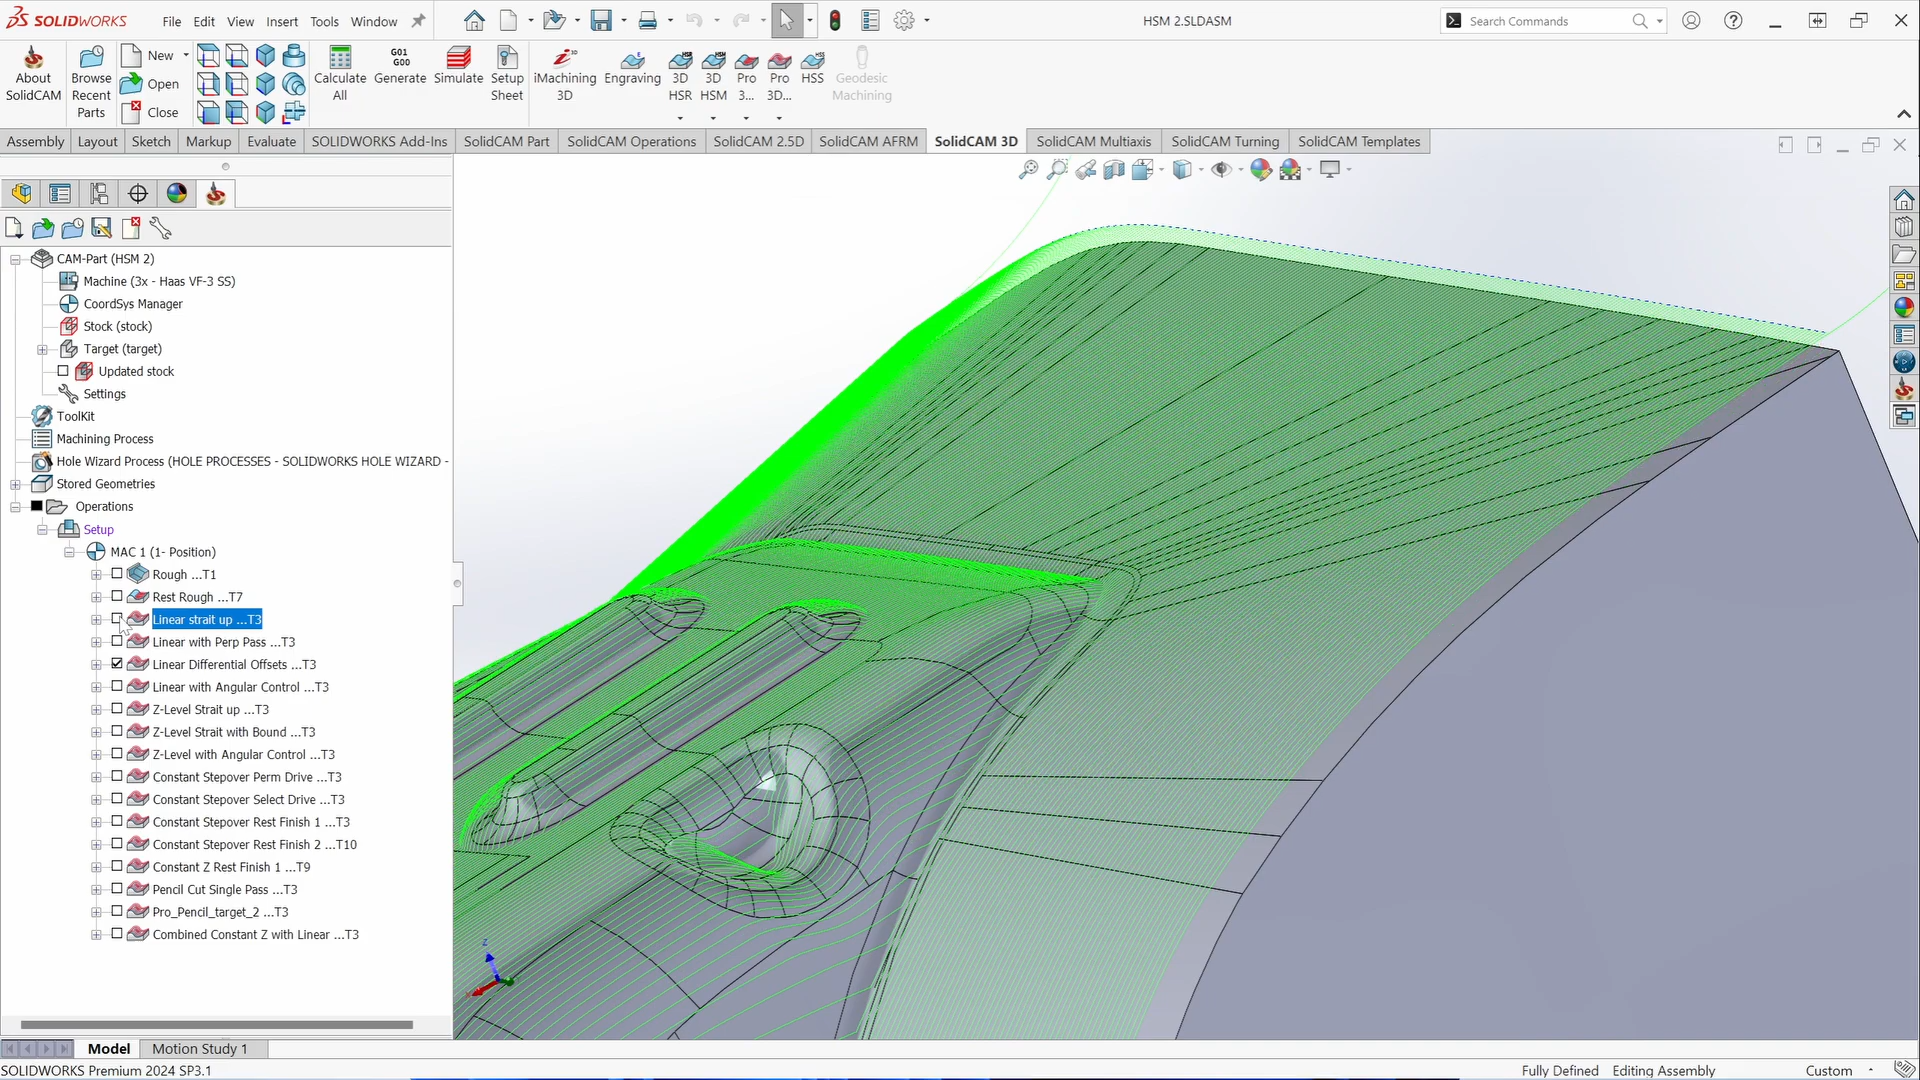 SOLIDWORKS File Edit View Insert Tools Window HSM 2.SLDASM Search Commands
About SolidCAM
Browse Recent Parts
New
Open
Close
Calculate All
G01 G00
Generate
Simulate
Setup Sheet
iMachining 3D
Engraving
HSR
3D HSR
HSM
3D HSM
Pro 3...
Pro 3D...
HSS
HSS
Geodesic Machining
Assembly Layout Sketch Markup Evaluate SOLIDWORKS Add-Ins SolidCAM Part SolidCAM Operations SolidCAM 2.5D SolidCAM AFRM SolidCAM 3D SolidCAM Multiaxis SolidCAM Turning SolidCAM Templates
CAM-Part (HSM 2)
Machine (3x - Haas VF-3 SS)
CoordSys Manager
Stock (stock)
Target (target)
Updated stock
Settings
ToolKit
Machining Process
Hole Wizard Process (HOLE PROCESSES - SOLIDWORKS HOLE WIZARD -
Stored Geometries
Operations
Setup
MAC 1 (1- Position)
Rough ...T1
Rest Rough ...T7
Linear strait up ...T3
Linear with Perp Pass ...T3
Linear Differential Offsets ...T3
Linear with Angular Control ...T3
Z-Level Strait up ...T3
Z-Level Strait with Bound ...T3
Z-Level with Angular Control ...T3
Constant Stepover Perm Drive ...T3
Constant Stepover Select Drive ...T3
Constant Stepover Rest Finish 1 ...T3
Constant Stepover Rest Finish 2 ...T10
Constant Z Rest Finish 1 ...T9
Pencil Cut Single Pass ...T3
Pro_Pencil_target_2 ...T3
Combined Constant Z with Linear ...T3
Z
Model Motion Study 1
SOLIDWORKS Premium 2024 SP3.1 Fully Defined Editing Assembly Custom